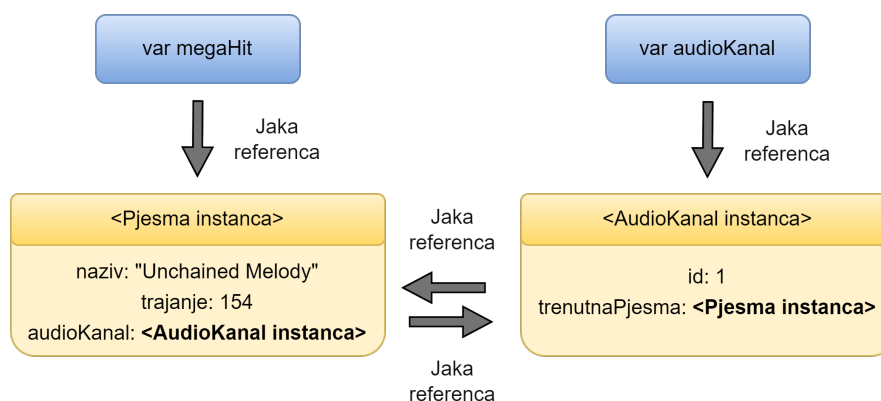 var megaHit
var audioKanal
Jaka
referenca
Jaka
referenca
<Pjesma instanca>
naziv: "Unchained Melody"
trajanje: 154
audioKanal: <AudioKanal instanca>
Jaka
referenca
Jaka
referenca
<AudioKanal instanca>
id: 1
trenutnaPjesma: <Pjesma instanca>